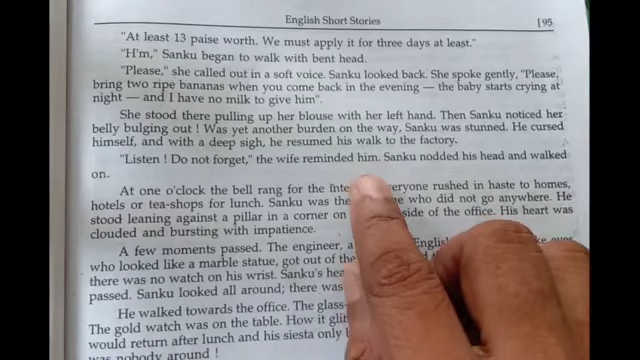 English Short Stories
[ 95
"At least 13 paise worth. We must apply it for three days at least."
"H'm," Sanku began to walk with bent head.
"Please," she called out in a soft voice. Sanku looked back. She spoke gently, "Please,
bring two ripe bananas when you come back in the evening — the baby starts crying at
night — and I have no milk to give him".
She stood there pulling up her blouse with her left hand. Then Sanku noticed her
belly bulging out ! Was yet another burden on the way, Sanku was stunned. He cursed
himself, and with a deep sigh, he resumed his walk to the factory.
"Listen ! Do not forget," the wife reminded him. Sanku nodded his head and walked
on.
At one o'clock the bell rang for the everyone rushed in haste to homes,
hotels or tea-shops for lunch. Sanku was the who did not go anywhere. He
stood leaning against a pillar in a corner on side of the office. His heart was
clouded and bursting with impatience.
A few moments passed. The engineer, a
who looked like a marble statue, got out of the
there was no watch on his wrist. Sanku's
passed. Sanku looked all around; there was
He walked towards the office. The
The gold watch was on the table. How it
would return after lunch and his siesta only
was nobody around !